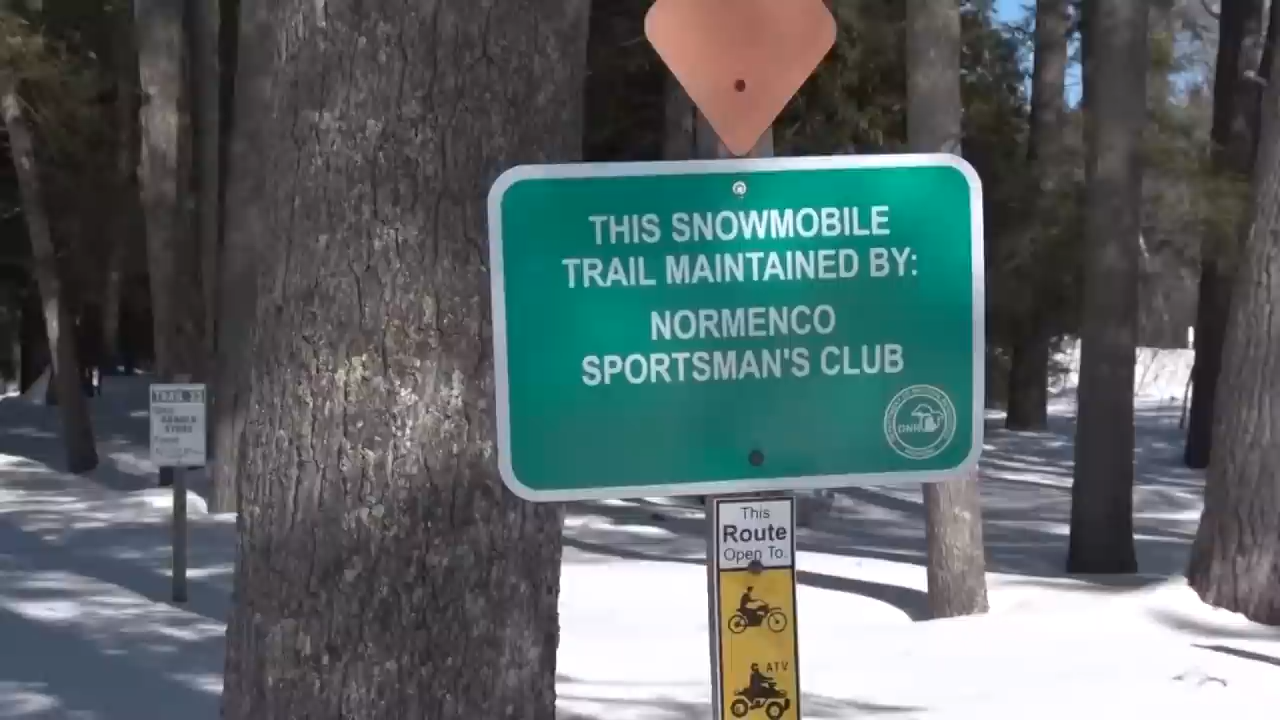 THIS SNOWMOBILE
TRAIL MAINTAINED BY:
NORMENCO
SPORTSMAN'S CLUB
DNR
This
Route
Open To.
ATV